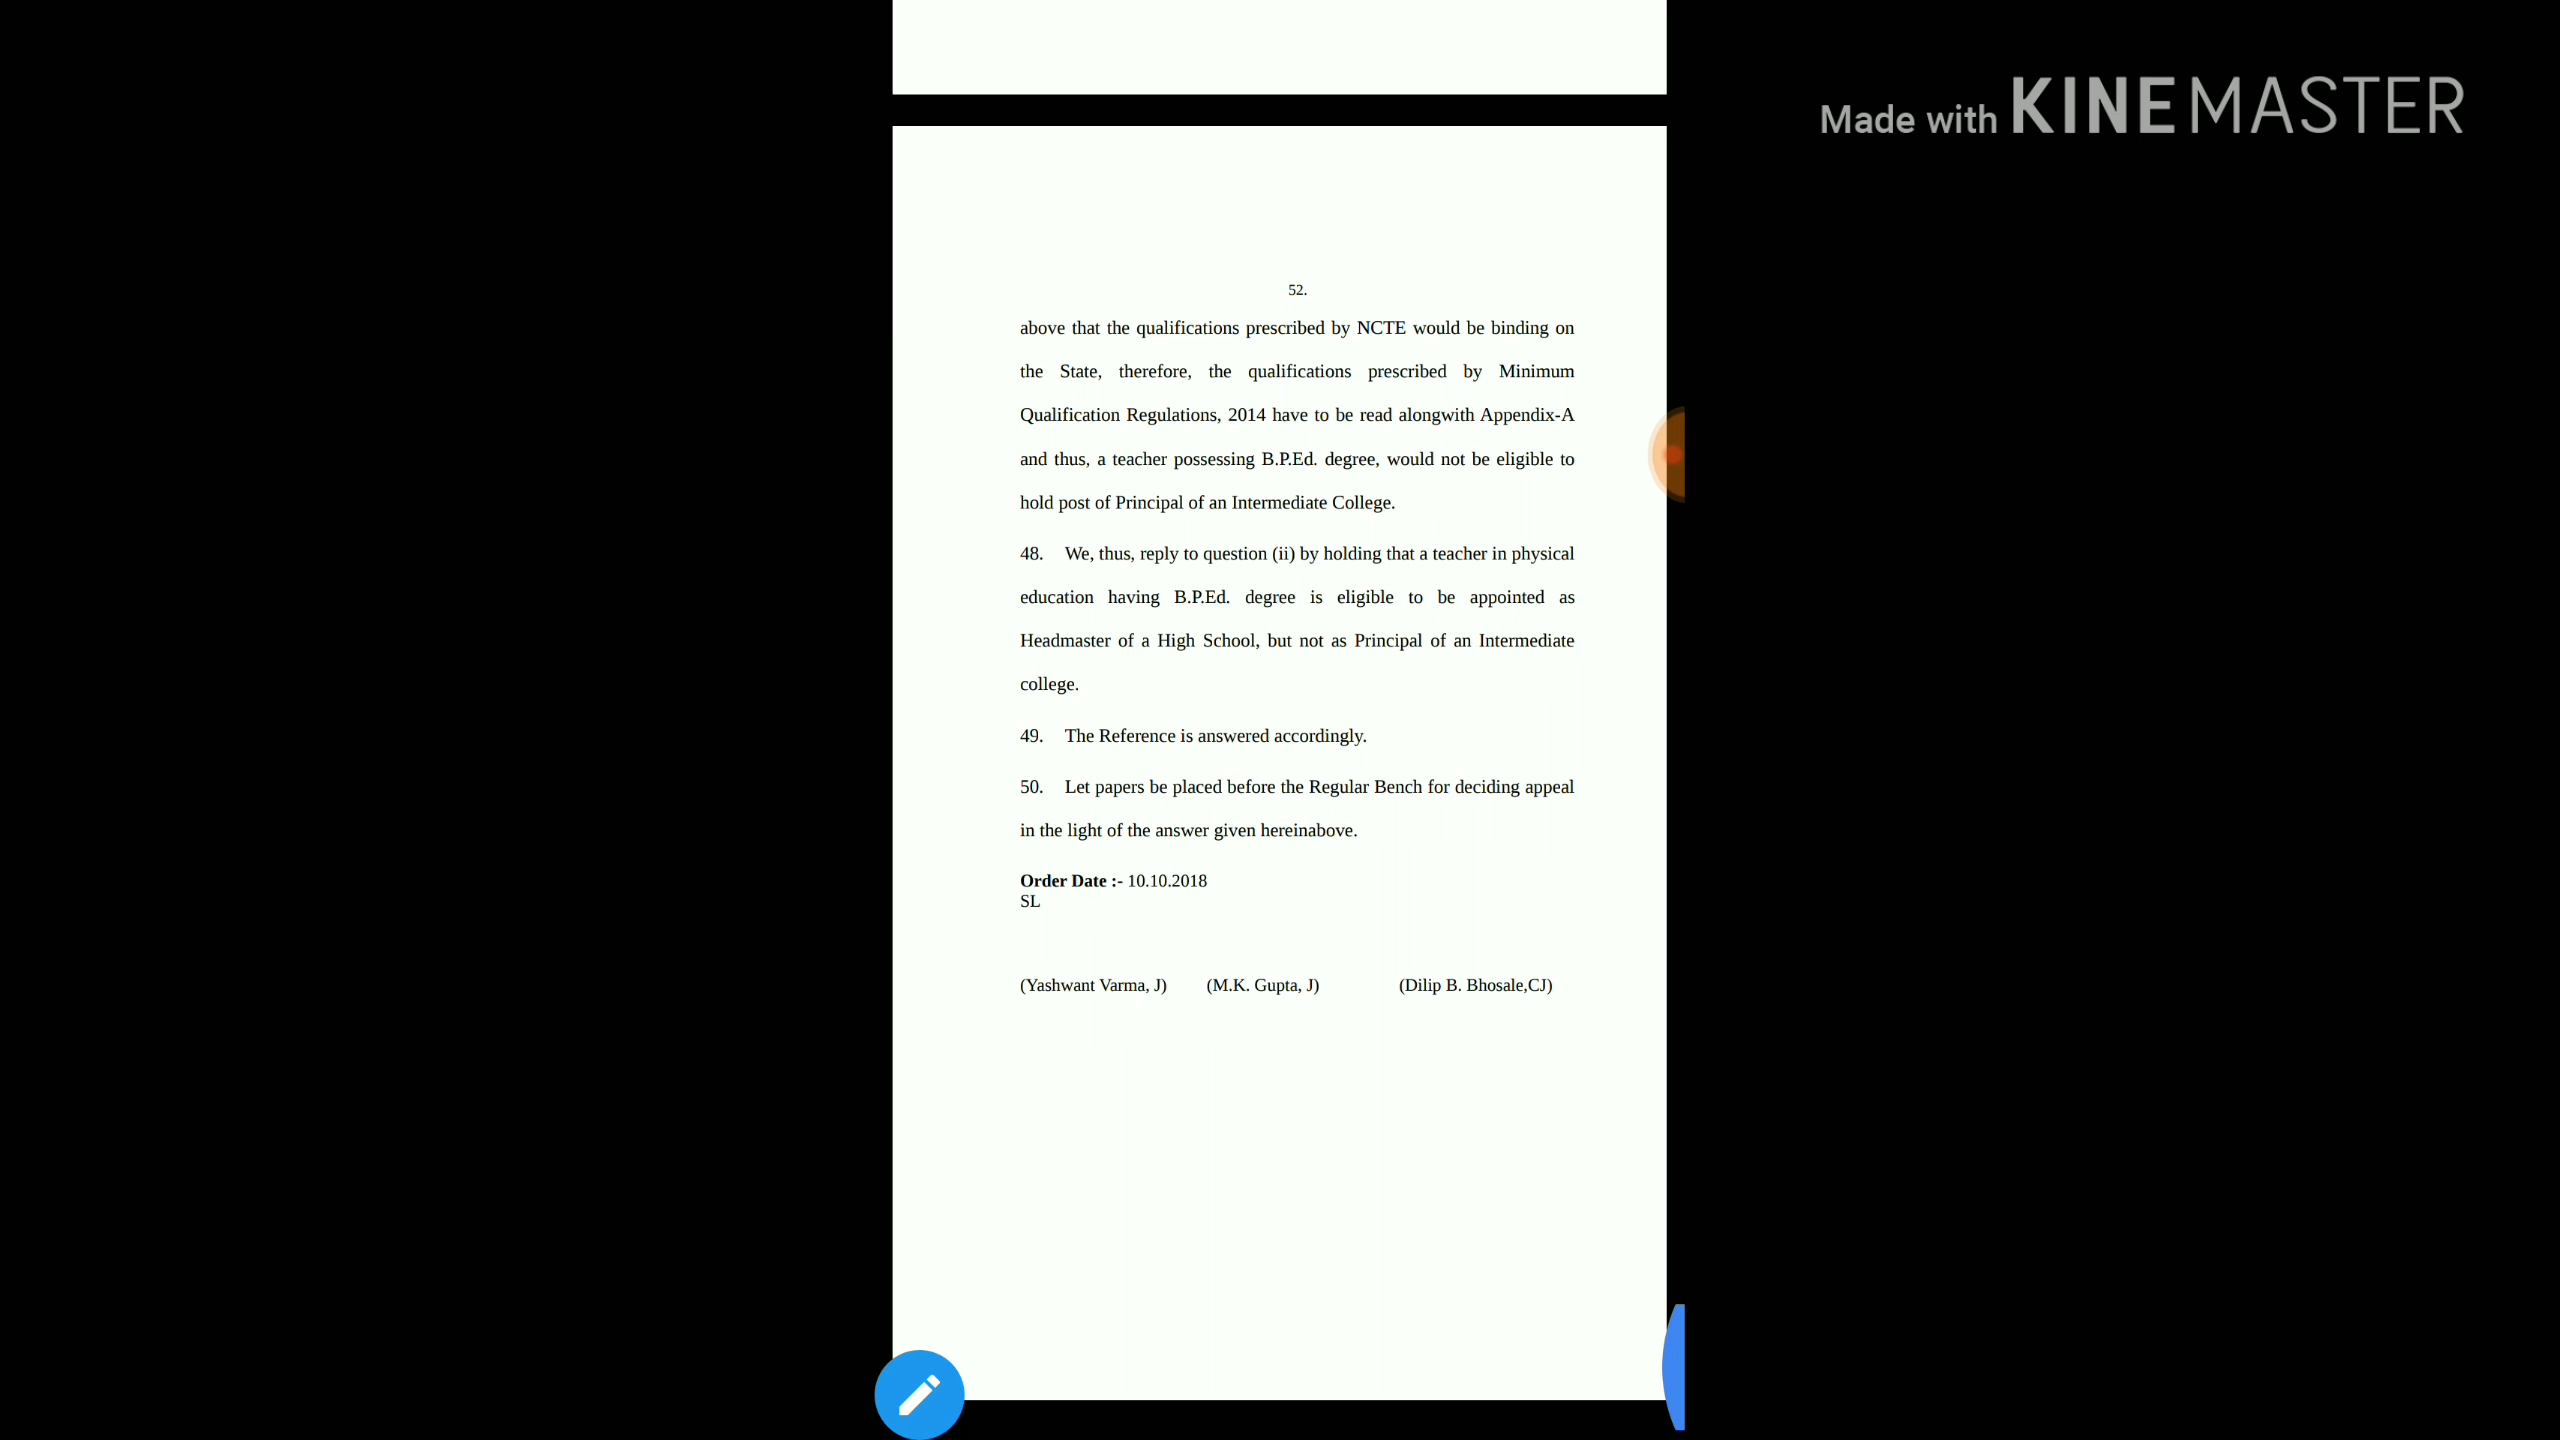 Made with KINEMASTER
52.
above that the qualifications prescribed by NCTE would be binding on
the State, therefore, the qualifications prescribed by Minimum
Qualification Regulations, 2014 have to be read alongwith Appendix-A
and thus, a teacher possessing B.P.Ed. degree, would not be eligible to
hold post of Principal of an Intermediate College.
48. We, thus, reply to question (ii) by holding that a teacher in physical
education having B.P.Ed. degree is eligible to be appointed as
Headmaster of a High School, but not as Principal of an Intermediate
college.
49. The Reference is answered accordingly.
50. Let papers be placed before the Regular Bench for deciding appeal
in the light of the answer given hereinabove.
Order Date :- 10.10.2018
SL
(Yashwant Varma, J) (M.K. Gupta, J) (Dilip B. Bhosale,CJ)